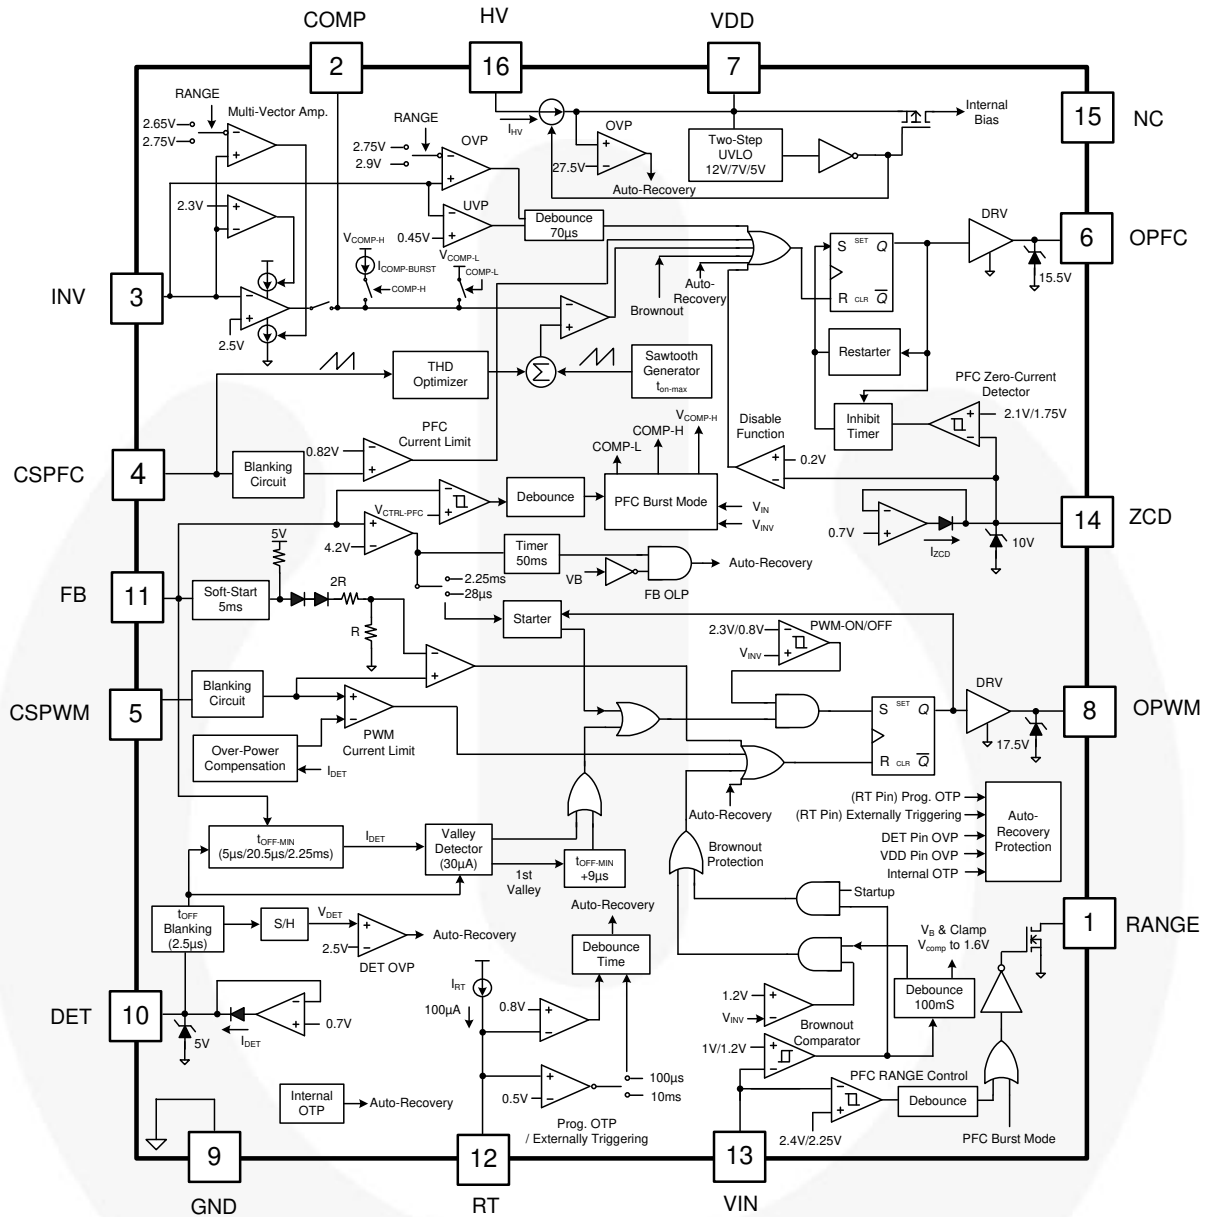 COMP
HV
VDD
2
16
7
RANGE
Multi-Vector Amp.
2.65V
2.75V
RANGE
OVP
2.75V
2.9V
IHV
OVP
27.5V
Auto-Recovery
Two-Step
UVLO
12V/7V/5V
Internal
Bias
15
NC
2.3V
UVP
0.45V
Debounce
70µs
DRV
6
OPFC
15.5V
S SET Q
R CLR Q
VCOMP-H
ICOMP-BURST
COMP-H
VCOMP-L
COMP-L
Auto-
Recovery
Brownout
INV
3
2.5V
THD
Optimizer
Σ
Sawtooth
Generator
ton-max
Restarter
Inhibit
Timer
PFC Zero-Current
Detector
2.1V/1.75V
PFC
Current Limit
0.82V
CSPFC
4
Blanking
Circuit
VCOMP-H
COMP-H
COMP-L
Disable
Function
0.2V
Debounce
PFC Burst Mode
VIN
VINV
VCTRL-PFC
4.2V
0.7V
IZCD
10V
14
ZCD
5V
Timer
50ms
VB
FB OLP
Auto-Recovery
FB
11
Soft-Start
5ms
2R
R
2.25ms
28µs
Starter
2.3V/0.8V
PWM-ON/OFF
VINV
CSPWM
5
Blanking
Circuit
PWM
Current Limit
Over-Power
Compensation
IDET
S SET Q
R CLR Q
DRV
17.5V
8
OPWM
Auto-Recovery
(RT Pin) Prog. OTP
(RT Pin) Externally Triggering
DET Pin OVP
VDD Pin OVP
Internal OTP
Auto-
Recovery
Protection
tOFF-MIN
(5µs/20.5µs/2.25ms)
IDET
Valley
Detector
(30µA)
1st
Valley
tOFF-MIN
+9µs
Brownout
Protection
Startup
1
RANGE
tOFF
Blanking
(2.5µs)
S/H
VDET
2.5V
DET OVP
Auto-Recovery
Auto-Recovery
Debounce
Time
VB & Clamp
Vcomp to 1.6V
Debounce
100mS
DET
10
5V
IDET
0.7V
IRT
100µA
0.8V
1.2V
VINV
Brownout
Comparator
1V/1.2V
Internal
OTP
Auto-Recovery
0.5V
100µs
10ms
Prog. OTP
/ Externally Triggering
PFC RANGE Control
Debounce
2.4V/2.25V
PFC Burst Mode
9
12
13
GND
RT
VIN